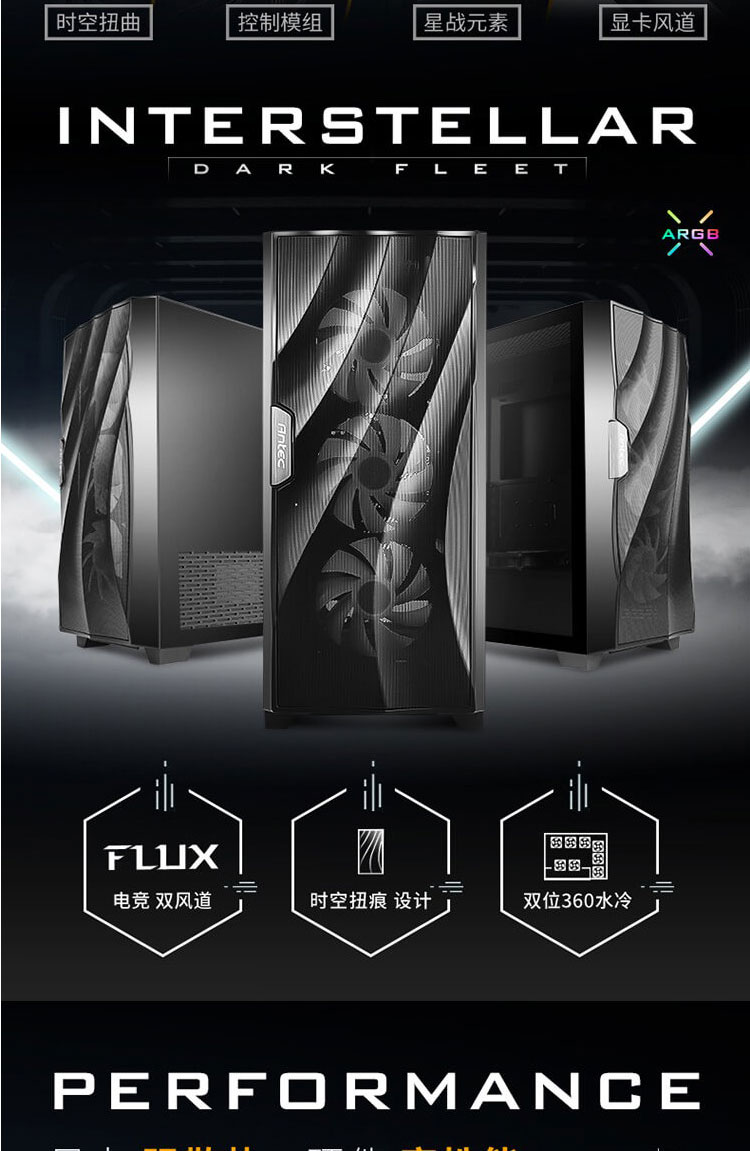 时空扭曲 控制模组 星战元素 显卡风道
INTERSTELLAR
DARK FLEET
ARGB
Antec
FLUX
电竞 双风道
时空扭痕 设计
双位360水冷
PERFORMANCE